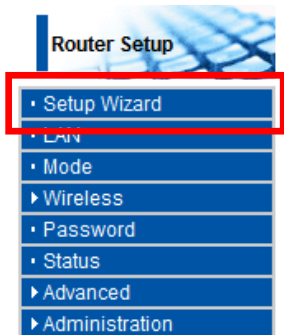 Router Setup
Setup Wizard
LAN
Mode
Wireless
Password
Status
Advanced
Administration